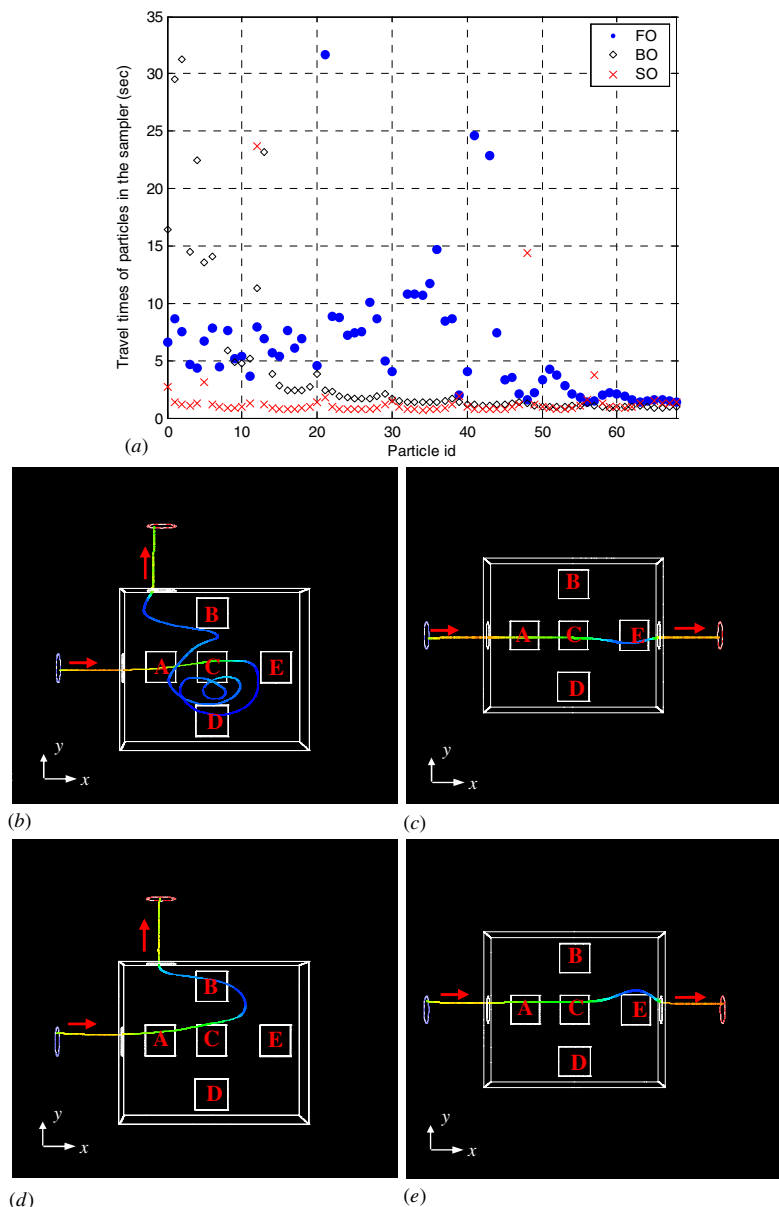 35
30
25
20
15
10
5
0
Travel times of particles in the sampler (sec)
FO
BO
SO
0 10 20 30 40 50 60
Particle id
(a)
B
A C E
D
y
x
(b)
B
A C E
D
y
x
(c)
B
A C E
D
y
x
(d)
B
A C E
D
y
x
(e)